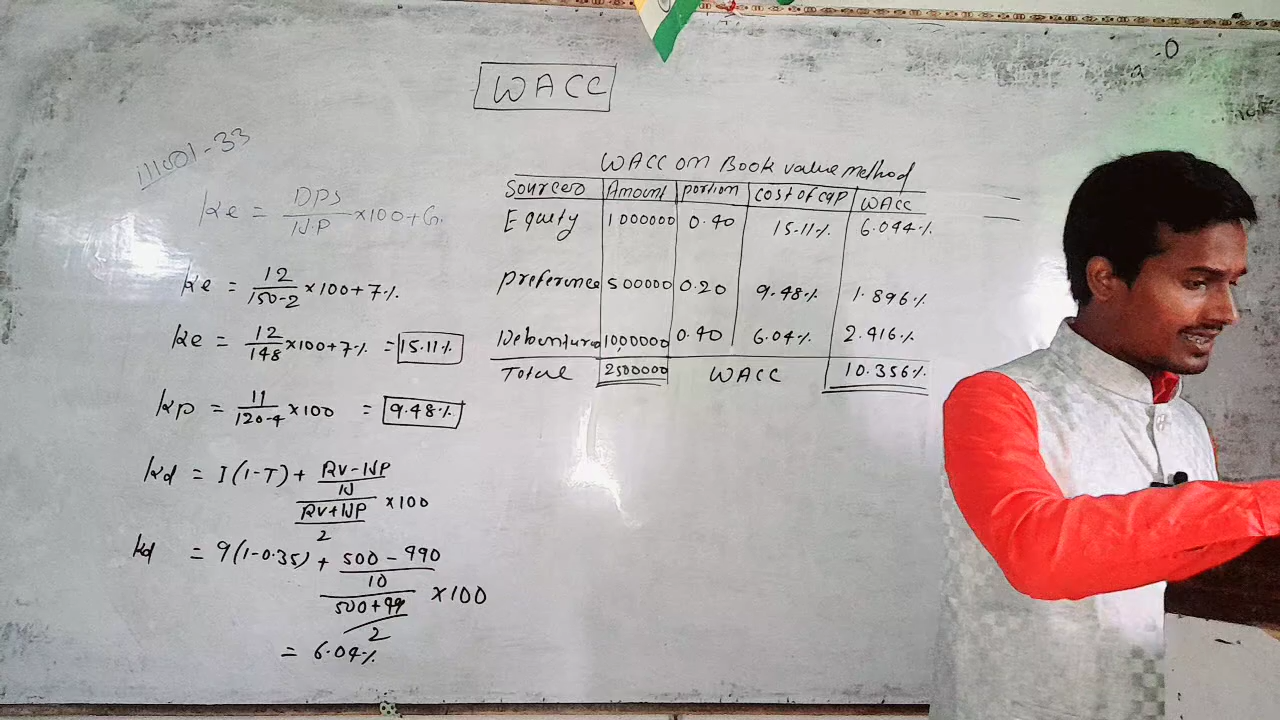 WACC
111001-33
Ke = DPS / N.P ×100+G.
Ke = 12 / 150-2 ×100+7%
Ke = 12 / 148 ×100+7% = 15.11%
Kp = 11 / 120-4 ×100 = 9.48%
Kd = I(1-T) + RV-NP / N / RV+NP / 2 ×100
Kd = 9(1-0.35) + 500-490 / 10 / 500+49 / 2 ×100
= 6.04%
WACC on Book value method
Sources Amount portion cost of cap WACC
Equity 1000000 0.40 15.11% 6.044%
preference 500000 0.20 9.48% 1.896%
Debenture 1000000 0.40 6.04% 2.416%
Total 2500000 WACC 10.356%